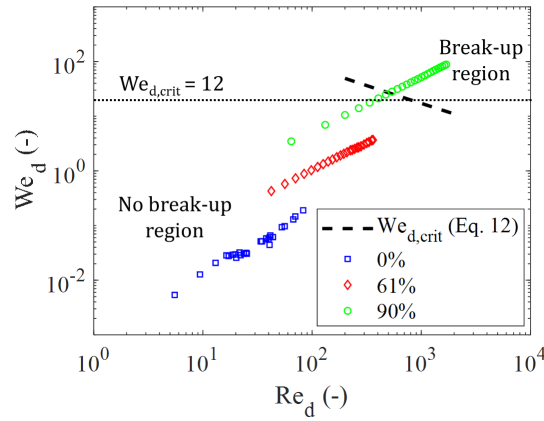 Break-up
region
We_d,crit = 12
No break-up
region
We_d,crit (Eq. 12)
0%
61%
90%
10^2
10^0
10^-2
We_d (-)
10^0 10^1 10^2 10^3 10^4
Re_d (-)